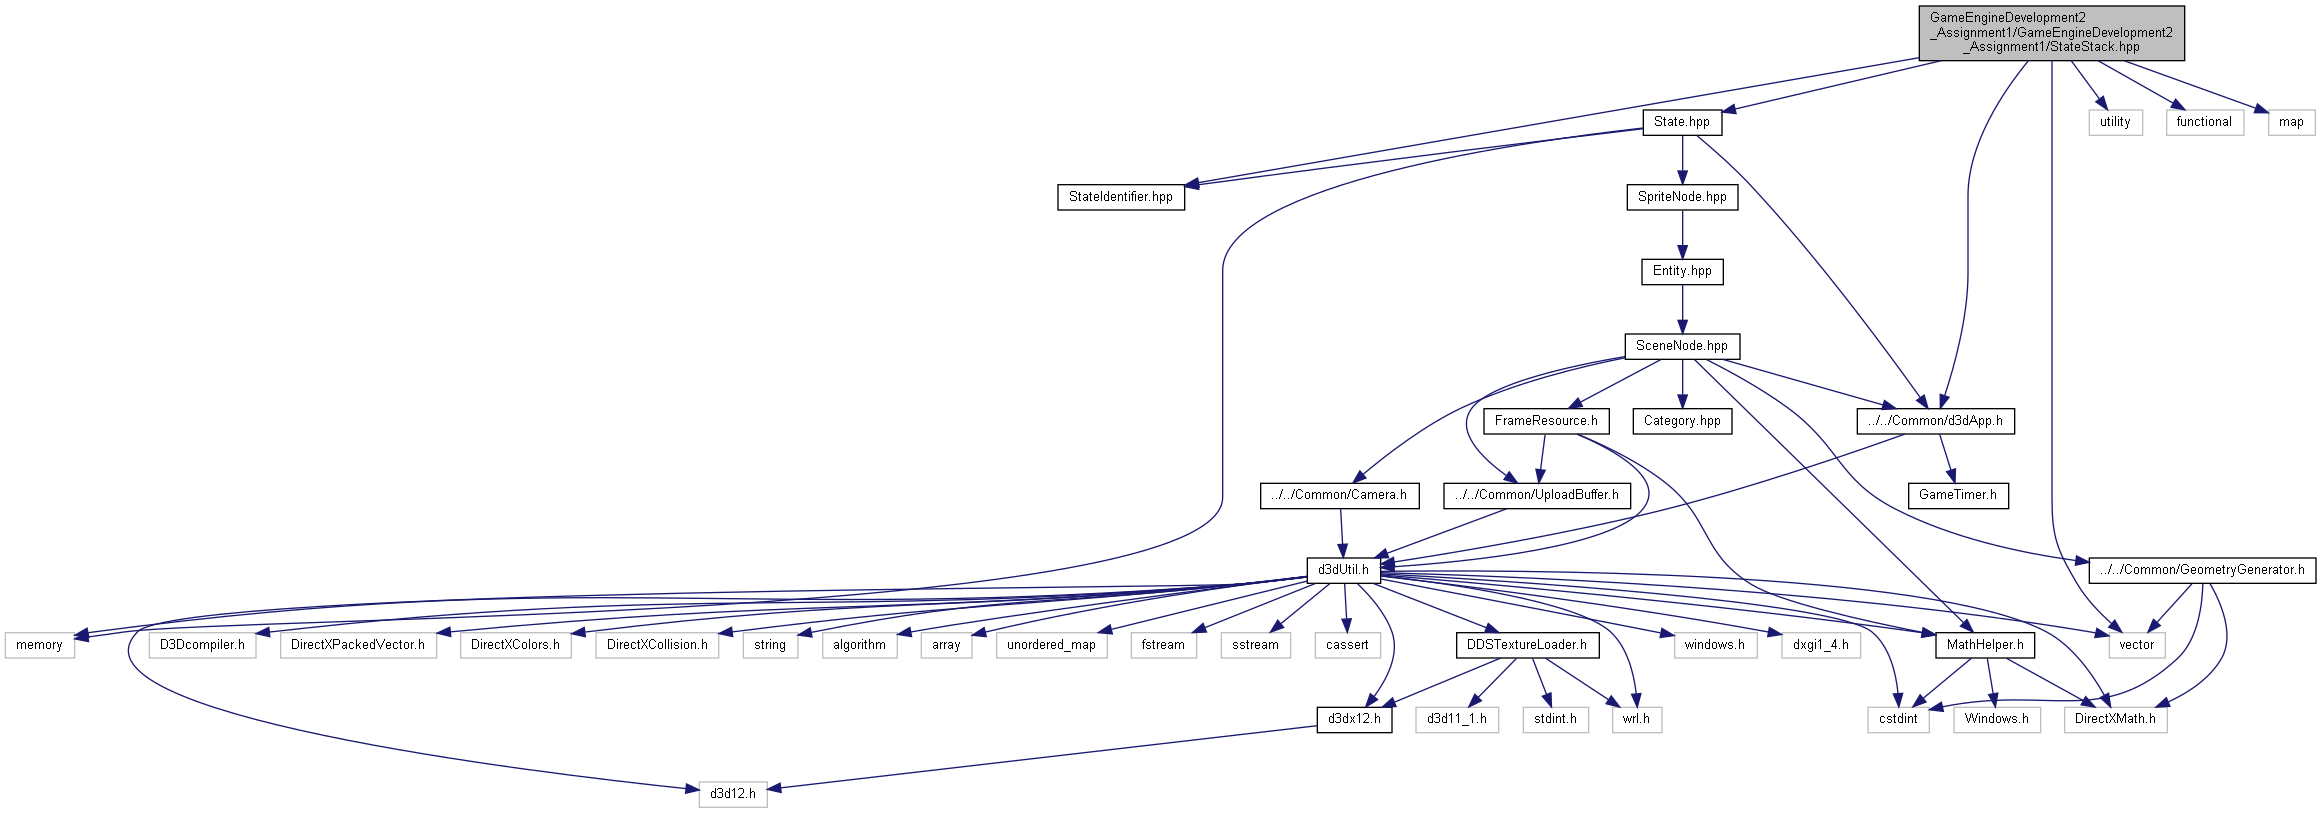 GameEngineDevelopment2
_Assignment1/GameEngineDevelopment2
_Assignment1/StateStack.hpp
State.hpp
utility
functional
map
StateIdentifier.hpp
SpriteNode.hpp
Entity.hpp
SceneNode.hpp
FrameResource.h
Category.hpp
../../Common/d3dApp.h
../../Common/Camera.h
../../Common/UploadBuffer.h
GameTimer.h
d3dUtil.h
../../Common/GeometryGenerator.h
memory
D3Dcompiler.h
DirectXPackedVector.h
DirectXColors.h
DirectXCollision.h
string
algorithm
array
unordered_map
fstream
sstream
cassert
DDSTextureLoader.h
windows.h
dxgi1_4.h
MathHelper.h
vector
d3dx12.h
d3d11_1.h
stdint.h
wrl.h
cstdint
Windows.h
DirectXMath.h
d3d12.h